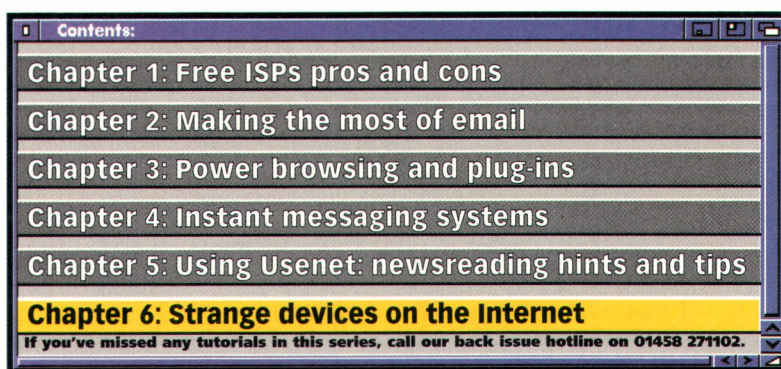 Contents:
Chapter 1: Free ISPs pros and cons
Chapter 2: Making the most of email
Chapter 3: Power browsing and plug-ins
Chapter 4: Instant messaging systems
Chapter 5: Using Usenet: newsreading hints and tips
Chapter 6: Strange devices on the Internet
If you've missed any tutorials in this series, call our back issue hotline on 01458 271102.